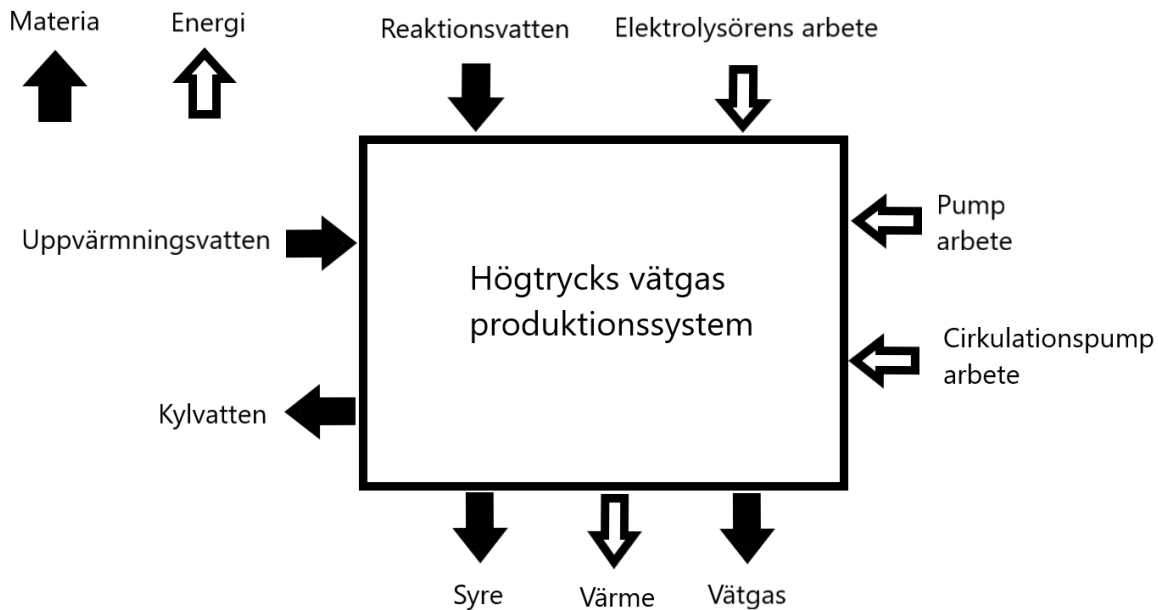 Materia
Energi
Reaktionsvatten
Elektrolysörens arbete
Uppvärmningsvatten
Pump
arbete
Högtrycks vätgas
produktionssystem
Cirkulationspump
arbete
Kylvatten
Syre
Värme
Vätgas